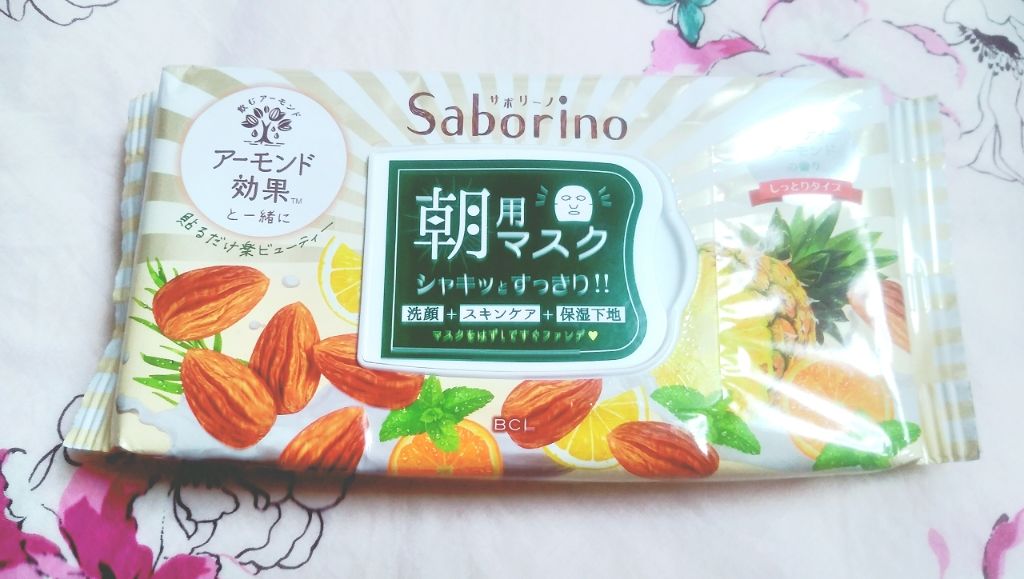 サボリーノ
Saborino
飲むアーモンド
アーモンド
効果™
と一緒に
貼るだけ楽ビューティー
朝用マスク
シャキッとすっきり!!
洗顔+スキンケア+保湿下地
マスクをはずしてすぐファンデ♥
の香り
しっとりタイプ
BCL